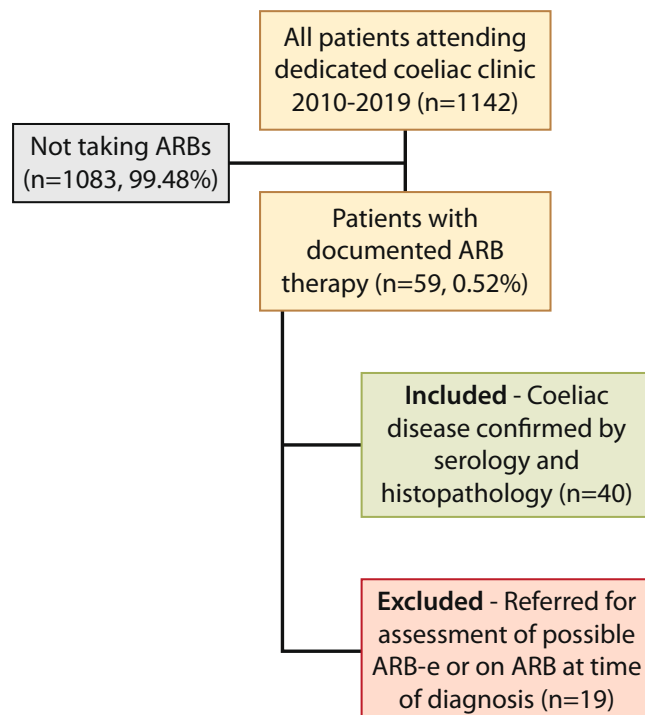 All patients attending
dedicated coeliac clinic
2010-2019 (n=1142)
Not taking ARBs
(n=1083, 99.48%)
Patients with
documented ARB
therapy (n=59, 0.52%)
Included - Coeliac
disease confirmed by
serology and
histopathology (n=40)
Excluded - Referred for
assessment of possible
ARB-e or on ARB at time
of diagnosis (n=19)